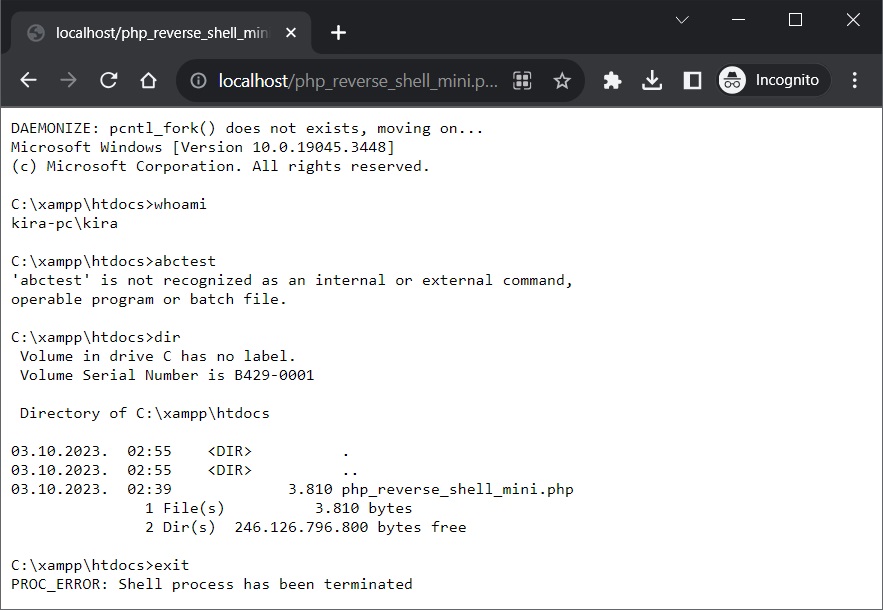 localhost/php_reverse_shell_min
localhost/php_reverse_shell_mini.p...
Incognito
DAEMONIZE: pcntl_fork() does not exists, moving on...
Microsoft Windows [Version 10.0.19045.3448]
(c) Microsoft Corporation. All rights reserved.
C:\xampp\htdocs>whoami
kira-pc\kira
C:\xampp\htdocs>abctest
'abctest' is not recognized as an internal or external command,
operable program or batch file.
C:\xampp\htdocs>dir
Volume in drive C has no label.
Volume Serial Number is B429-0001
Directory of C:\xampp\htdocs
03.10.2023.  02:55    <DIR>          .
03.10.2023.  02:55    <DIR>          ..
03.10.2023.  02:39             3.810 php_reverse_shell_mini.php
1 File(s)          3.810 bytes
2 Dir(s)  246.126.796.800 bytes free
C:\xampp\htdocs>exit
PROC_ERROR: Shell process has been terminated